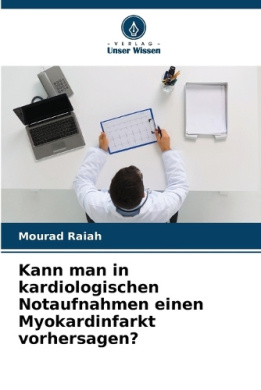 - VERLAG -
Unser Wissen
Mourad Raiah
Kann man in
kardiologischen
Notaufnahmen einen
Myokardinfarkt
vorhersagen?